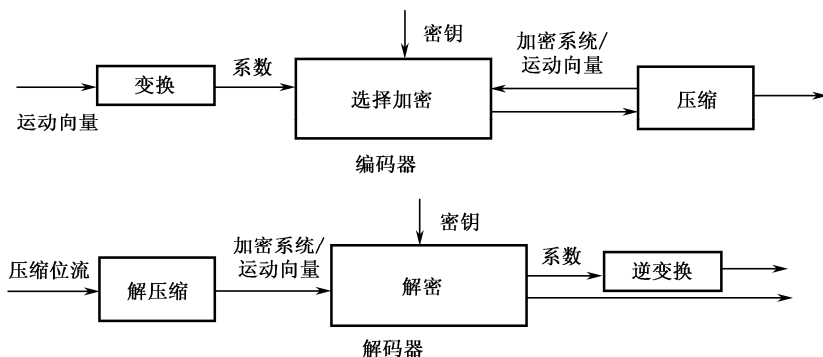 密钥
加密系统/
运动向量
系数
变换
选择加密
压缩
运动向量
编码器
密钥
加密系统/
运动向量
系数
压缩位流
解压缩
解密
逆变换
解码器